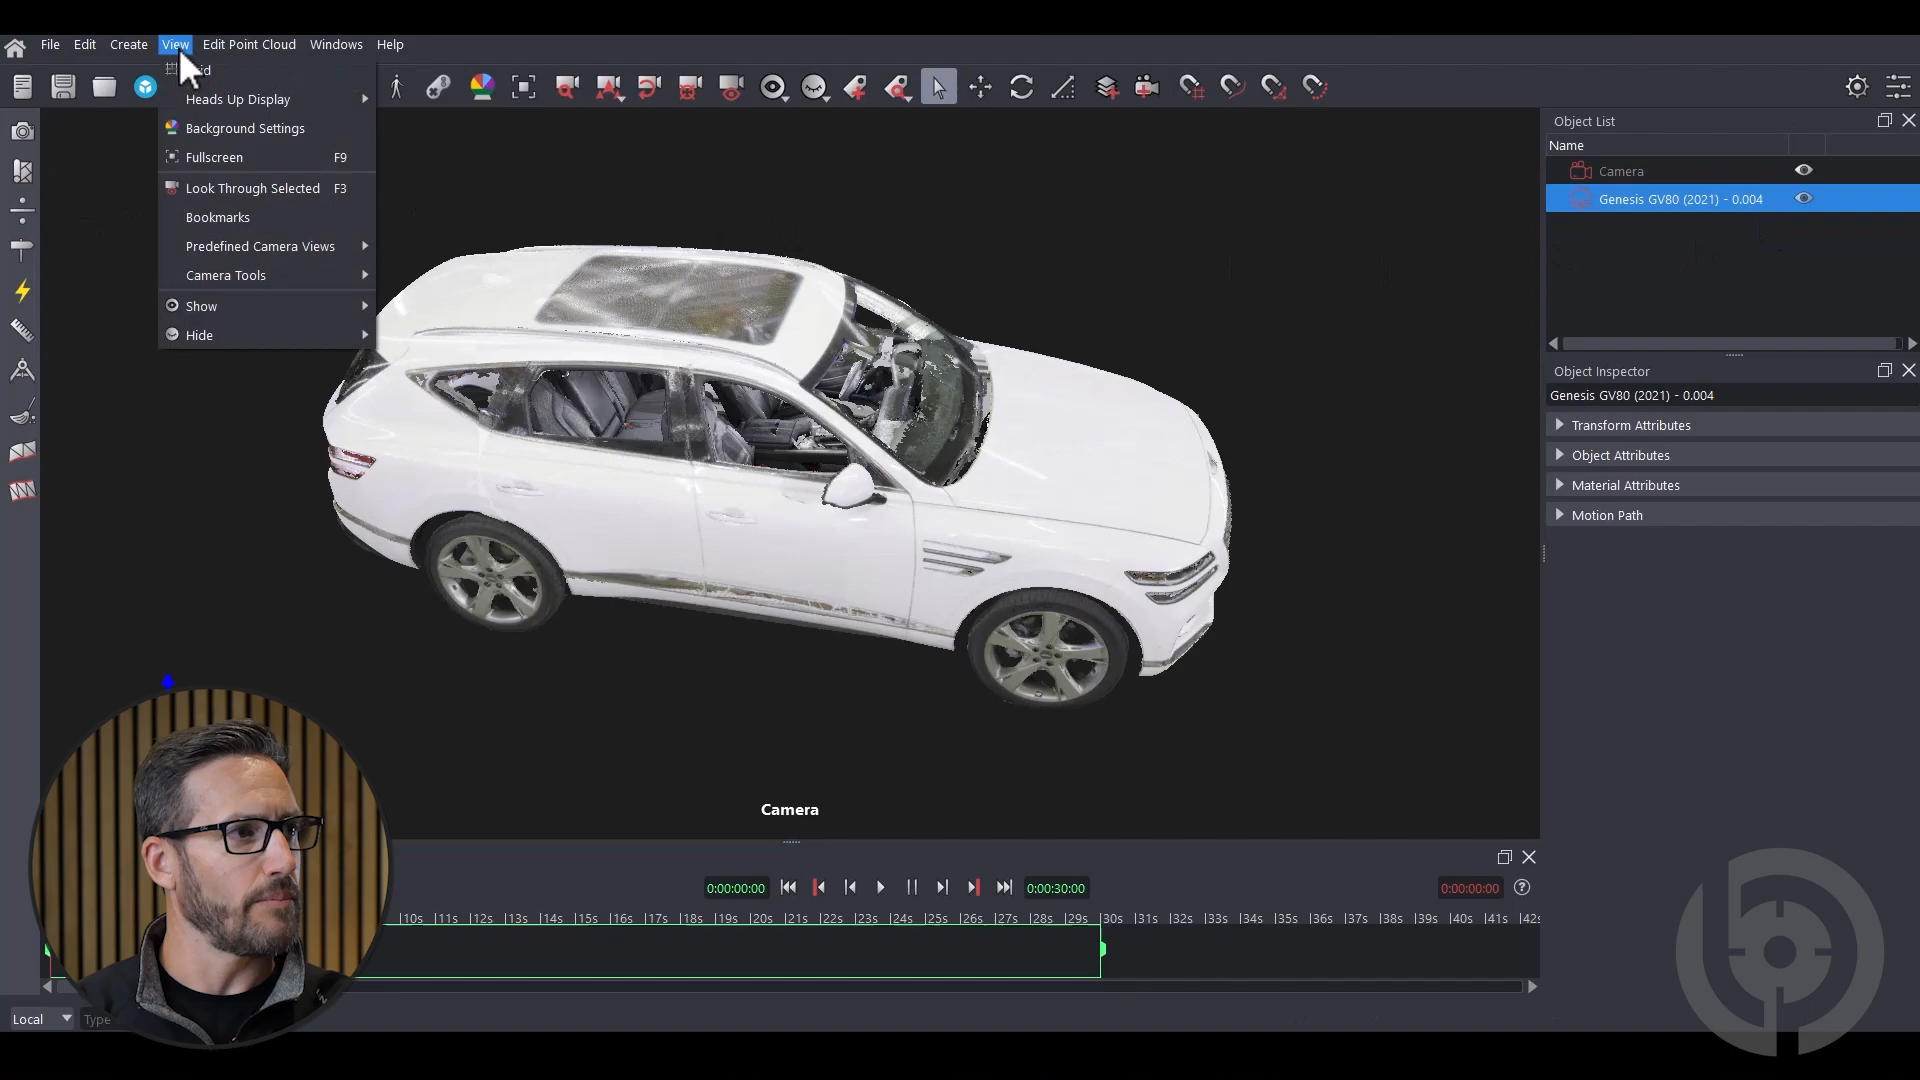 File Edit Create View Edit Point Cloud Windows Help
Heads Up Display
Background Settings
Fullscreen F9
Look Through Selected F3
Bookmarks
Predefined Camera Views
Camera Tools
Show
Hide
Object List
Name
Camera
Genesis GV80 (2021) - 0.004
Object Inspector
Genesis GV80 (2021) - 0.004
Transform Attributes
Object Attributes
Material Attributes
Motion Path
Camera
0:00:00:00
0:00:30:00
0:00:00:00
10s 11s 12s 13s 14s 15s 16s 17s 18s 19s 20s 21s 22s 23s 24s 25s 26s 27s 28s 29s 30s 31s 32s 33s 34s 35s 36s 37s 38s 39s 40s 41s 42s
Local Type